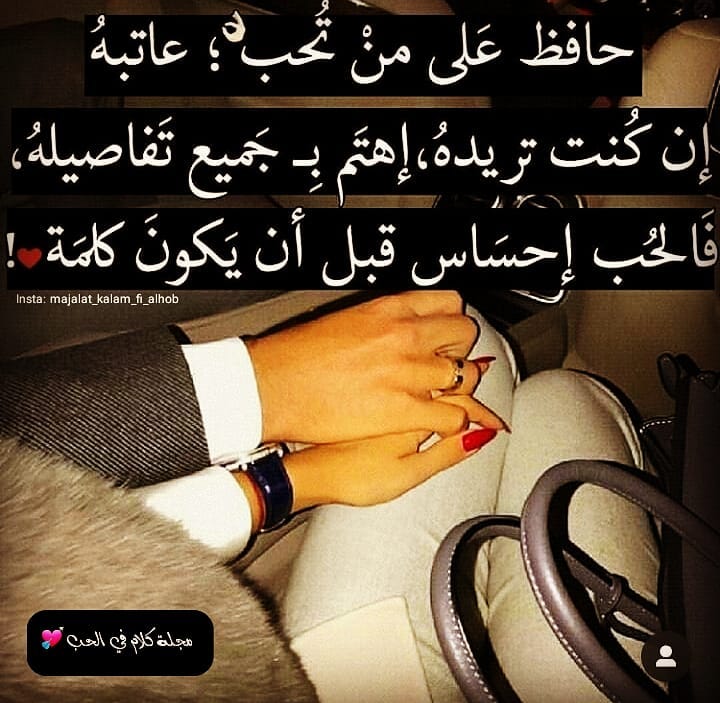 حافظ عَلى منْ تُحب ؛ عاتبهُ
إن كُنت تريدهُ،إهتَم بِـ جَميع تَفاصيلهُ،
فَالحُب إحسَاس قبل أن يَكونَ كلمَة❤!
Insta: majalat_kalam_fi_alhob
مجلة كلام في الحب 💘